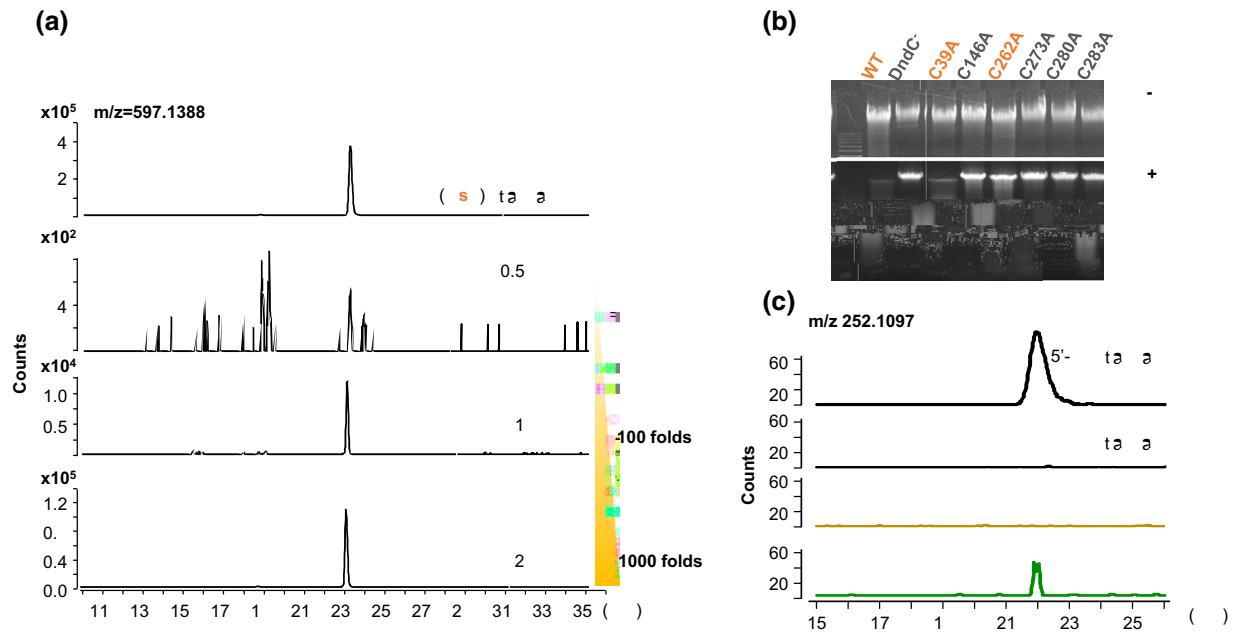 (a)
m/z=597.1388
x10⁵
4
2
( s )
x10²
4
0.5
x10⁴
1.0
0.5
1
100 folds
x10⁵
1.2
0.
0.4
0.0
2
1000 folds
Counts
11 13 15 17 1 21 23 25 27 2 31 33 35 ( )
(b)
WT DndC⁻ C39A C146A C262A C273A C280A C283A
-
+
(c)
m/z 252.1097
60
20
5'-
60
20
60
20
60
20
Counts
15 17 1 21 23 25 ( )